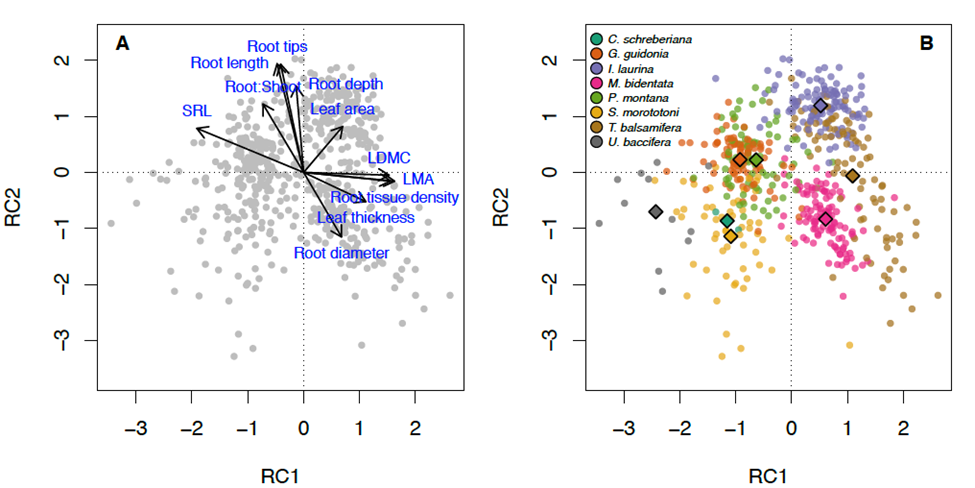 A
Root tips
Root length
Root:Shoot
Root depth
SRL
Leaf area
LDMC
LMA
Root tissue density
Leaf thickness
Root diameter
2
1
0
−1
−2
−3
RC2
−3 −2 −1 0 1 2
RC1
B
C. schreberiana
G. guidonia
I. laurina
M. bidentata
P. montana
S. morototoni
T. balsamifera
U. baccifera
2
1
0
−1
−2
−3
RC2
−3 −2 −1 0 1 2
RC1